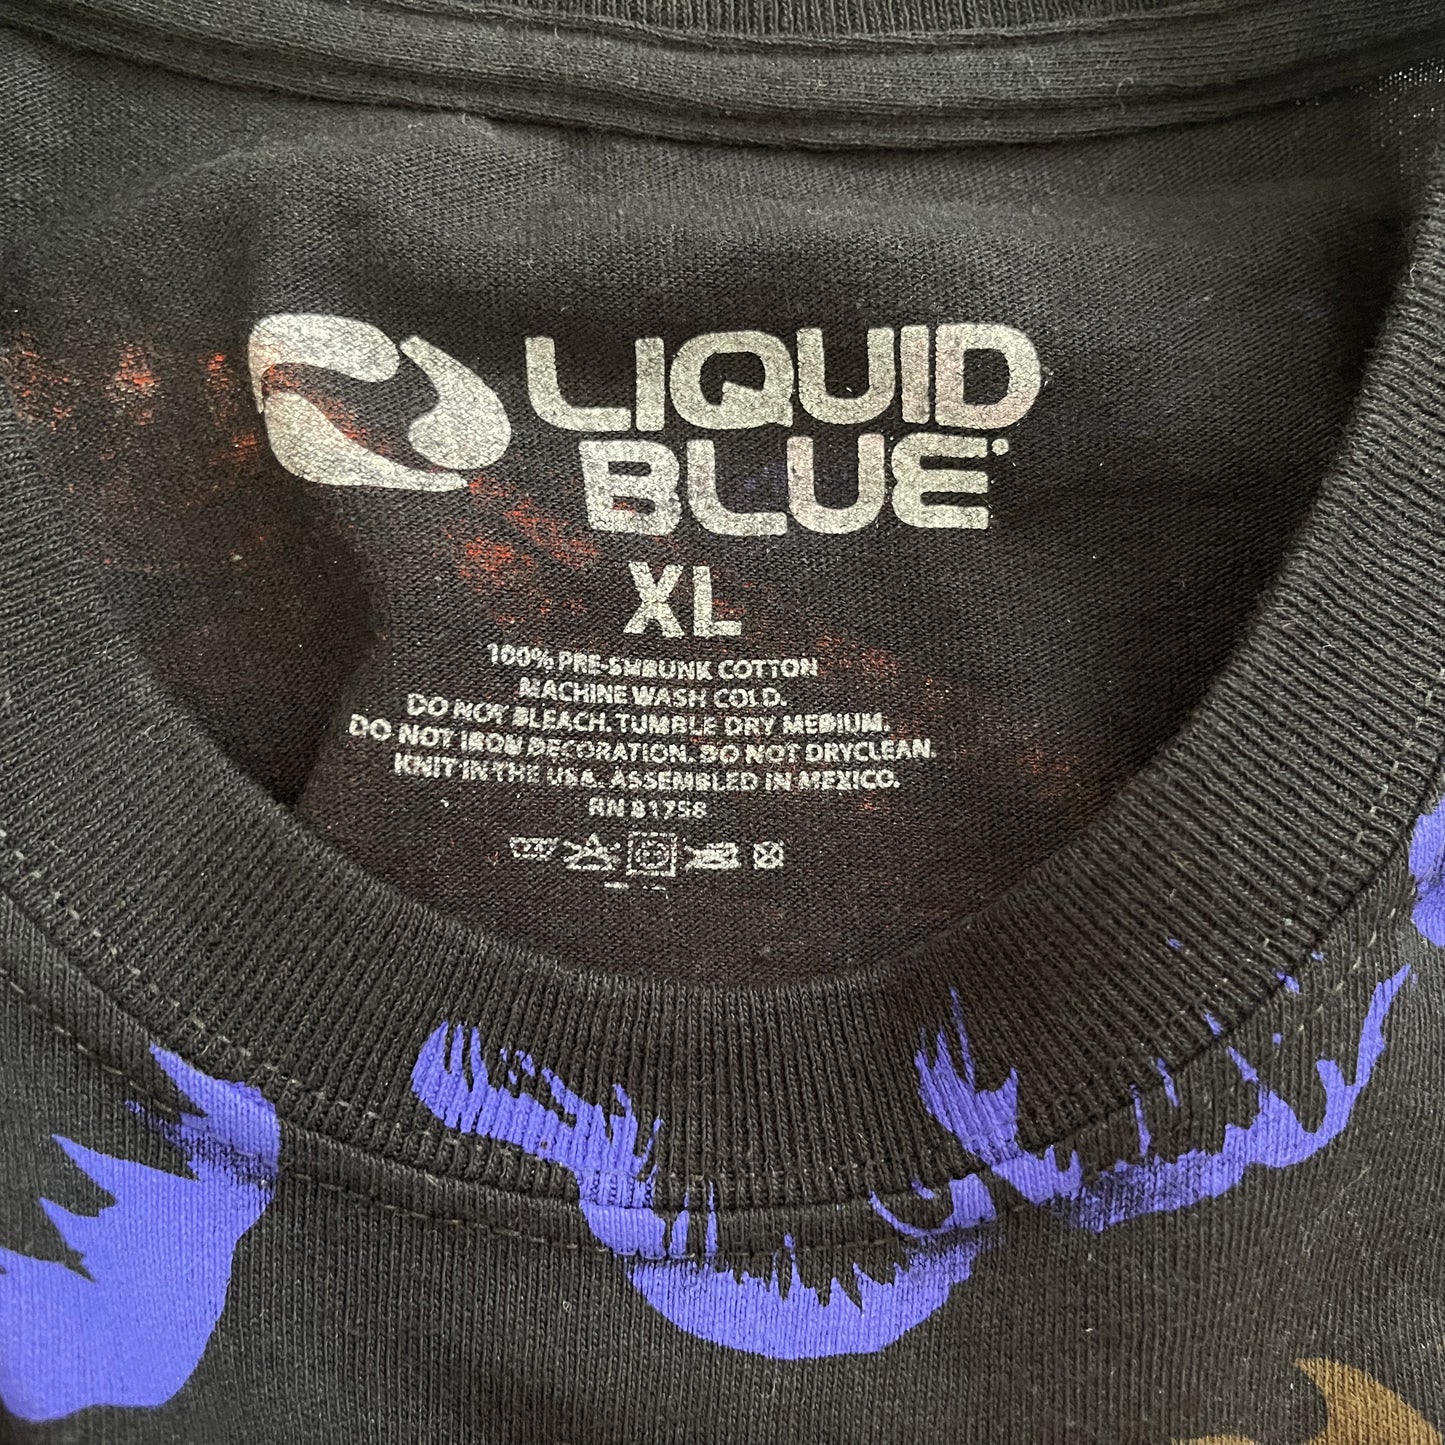 LIQUID
BLUE
XL
100% PRE-SHRUNK COTTON
MACHINE WASH COLD.
DO NOT BLEACH. TUMBLE DRY MEDIUM.
DO NOT IRON DECORATION. DO NOT DRYCLEAN
KNIT IN THE USA. ASSEMBLED IN MEXICO.
RN 81758